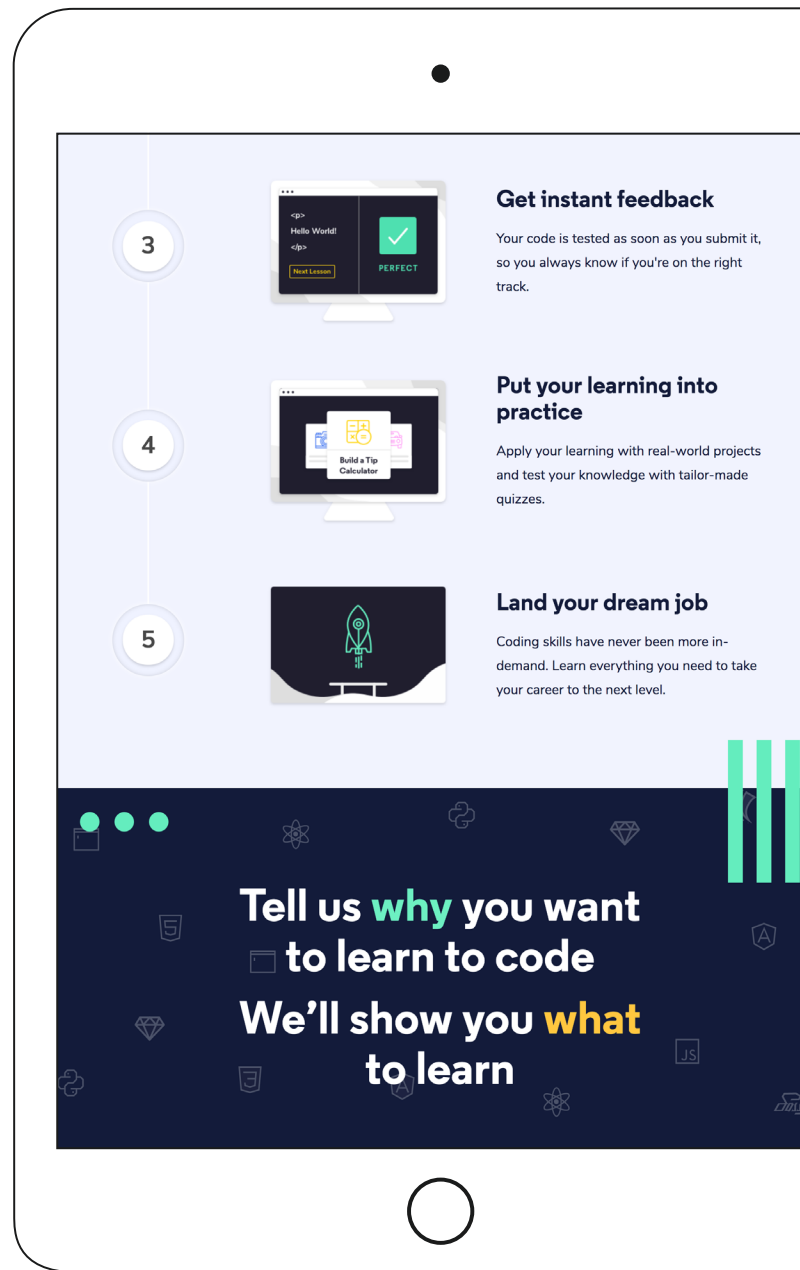 3
<p>
Hello World!
</p>
Next Lesson
PERFECT
Get instant feedback
Your code is tested as soon as you submit it,
so you always know if you're on the right
track.
4
Build a Tip
Calculator
Put your learning into
practice
Apply your learning with real-world projects
and test your knowledge with tailor-made
quizzes.
5
Land your dream job
Coding skills have never been more in-
demand. Learn everything you need to take
your career to the next level.
Tell us why you want
to learn to code
We’ll show you what
to learn
5
A
JS
3
A